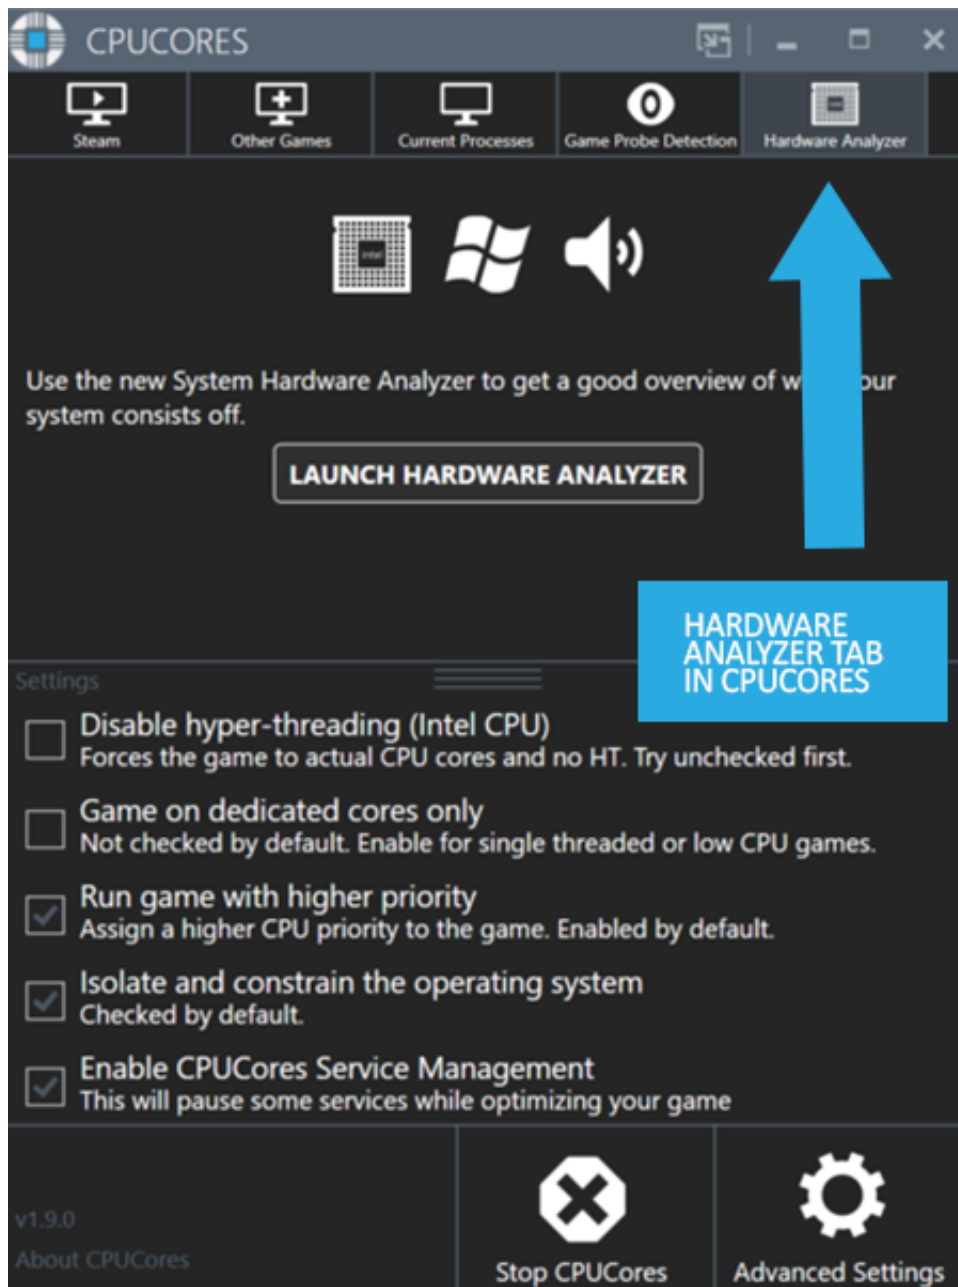 CPUCORES
Steam
Other Games
Current Processes
Game Probe Detection
Hardware Analyzer
intel
Use the new System Hardware Analyzer to get a good overview of our
system consists off.
LAUNCH HARDWARE ANALYZER
HARDWARE
ANALYZER TAB
IN CPUCORES
Settings
Disable hyper-threading (Intel CPU)
Forces the game to actual CPU cores and no HT. Try unchecked first.
Game on dedicated cores only
Not checked by default. Enable for single threaded or low CPU games.
Run game with higher priority
Assign a higher CPU priority to the game. Enabled by default.
Isolate and constrain the operating system
Checked by default.
Enable CPUCores Service Management
This will pause some services while optimizing your game
v1.9.0
About CPUCores
Stop CPUCores
Advanced Settings